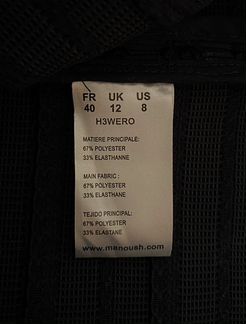 FR UK US
40 12 8
H3WERO
MATIERE PRINCIPALE:
67% POLYESTER
33% ELASTHANNE
MAIN FABRIC :
67% POLYESTER
33% ELASTANE
TEJIDO PRINCIPAL:
67% POLYESTER
33% ELASTANE
www.manoush.com